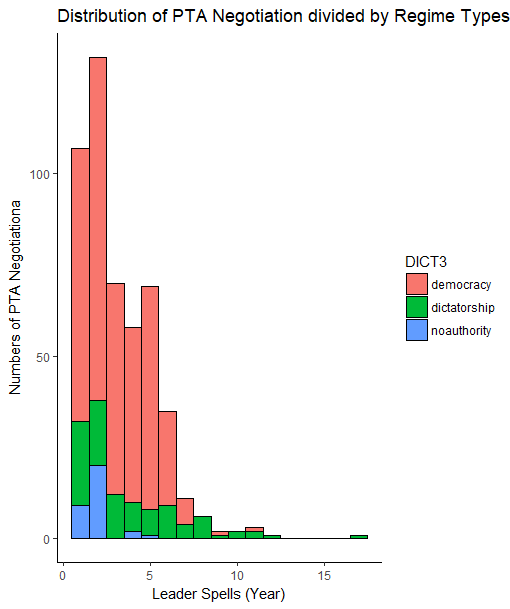 Distribution of PTA Negotiation divided by Regime Types
Numbers of PTA Negotiationa
100
50
0
0
5
10
15
Leader Spells (Year)
DICT3
democracy
dictatorship
noauthority